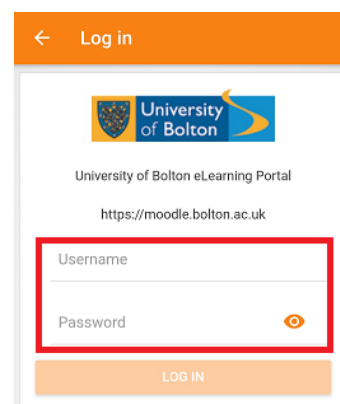 Log in
University
of Bolton
University of Bolton eLearning Portal
https://moodle.bolton.ac.uk
Username
Password
LOG IN